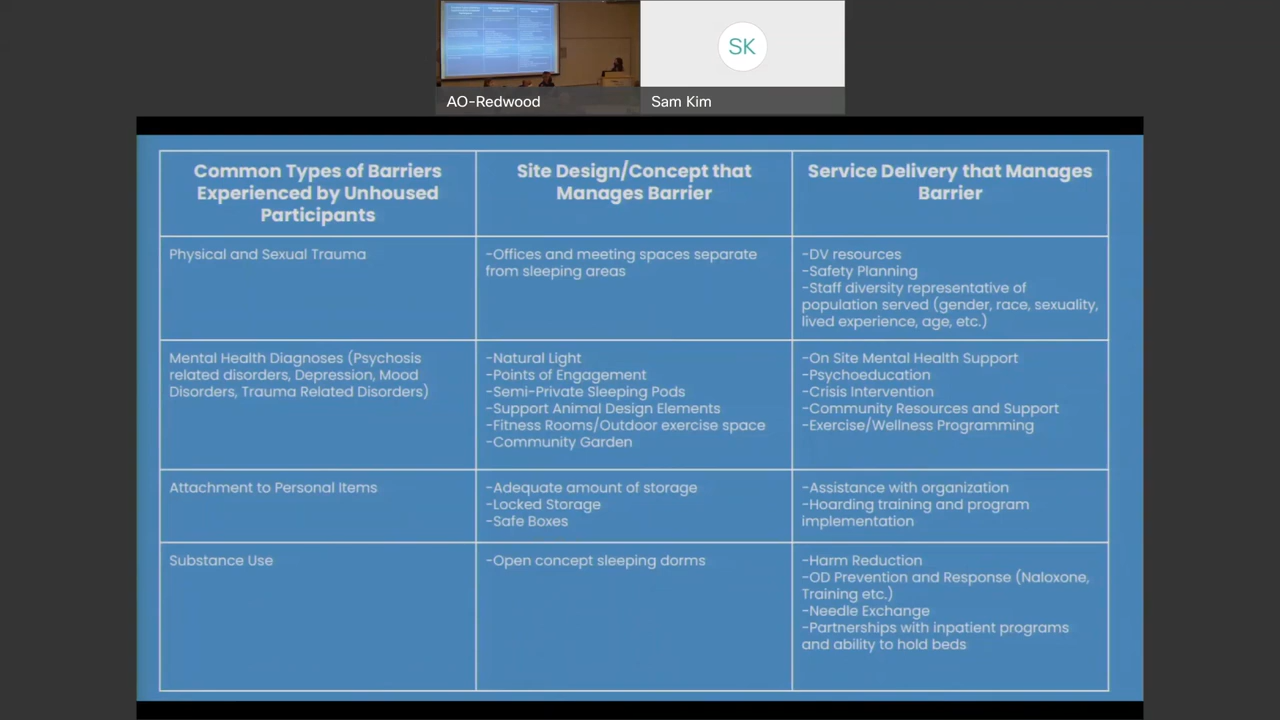 SK
AO-Redwood
Sam Kim
Common Types of Barriers
Experienced by Unhoused
Participants
Site Design/Concept that
Manages Barrier
Service Delivery that Manages
Barrier
Physical and Sexual Trauma
-Offices and meeting spaces separate
from sleeping areas
-DV resources
-Safety Planning
-Staff diversity representative of
population served (gender, race, sexuality,
lived experience, age, etc.)
Mental Health Diagnoses (Psychosis
related disorders, Depression, Mood
Disorders, Trauma Related Disorders)
-Natural Light
-Points of Engagement
-Semi-Private Sleeping Pods
-Support Animal Design Elements
-Fitness Rooms/Outdoor exercise space
-Community Garden
-On Site Mental Health Support
-Psychoeducation
-Crisis Intervention
-Community Resources and Support
-Exercise/Wellness Programming
Attachment to Personal Items
-Adequate amount of storage
-Locked Storage
-Safe Boxes
-Assistance with organization
-Hoarding training and program
implementation
Substance Use
-Open concept sleeping dorms
-Harm Reduction
-OD Prevention and Response (Naloxone,
Training etc.)
-Needle Exchange
-Partnerships with inpatient programs
and ability to hold beds